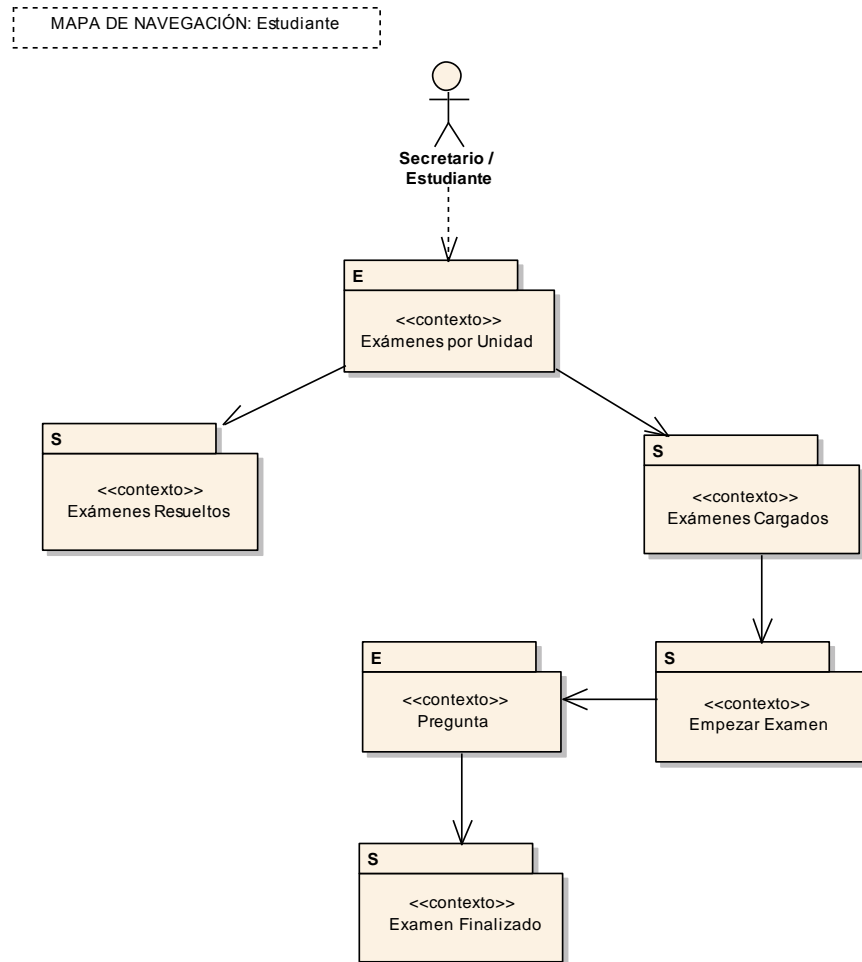 MAPA DE NAVEGACIÓN: Estudiante
Secretario /
Estudiante
E
<<contexto>>
Exámenes por Unidad
S
<<contexto>>
Exámenes Resueltos
S
<<contexto>>
Exámenes Cargados
E
<<contexto>>
Pregunta
S
<<contexto>>
Empezar Examen
S
<<contexto>>
Examen Finalizado